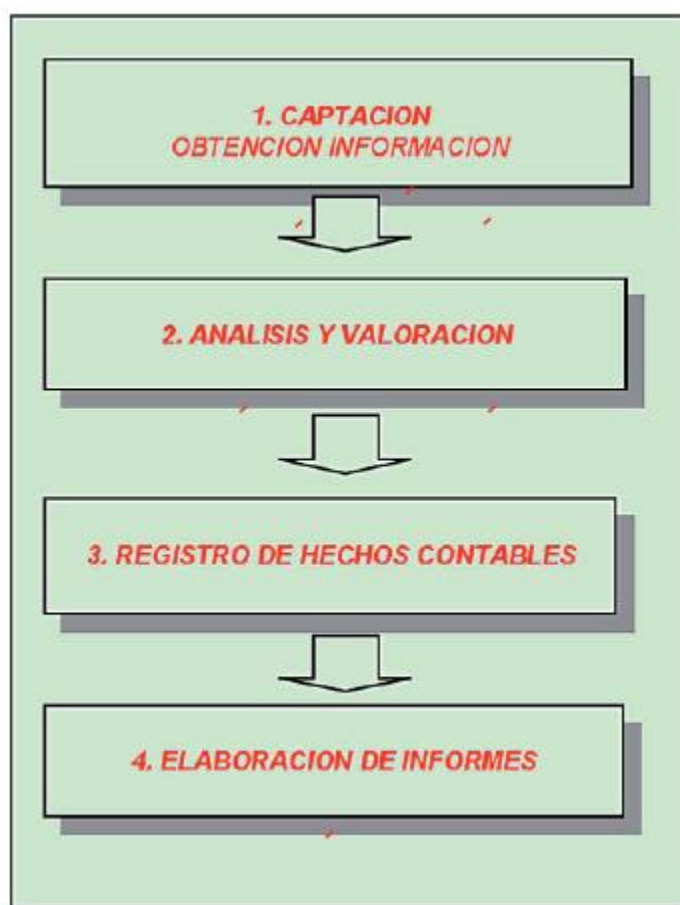 1. CAPTACION
OBTENCION INFORMACION
2. ANALISIS Y VALORACION
3. REGISTRO DE HECHOS CONTABLES
4. ELABORACION DE INFORMES